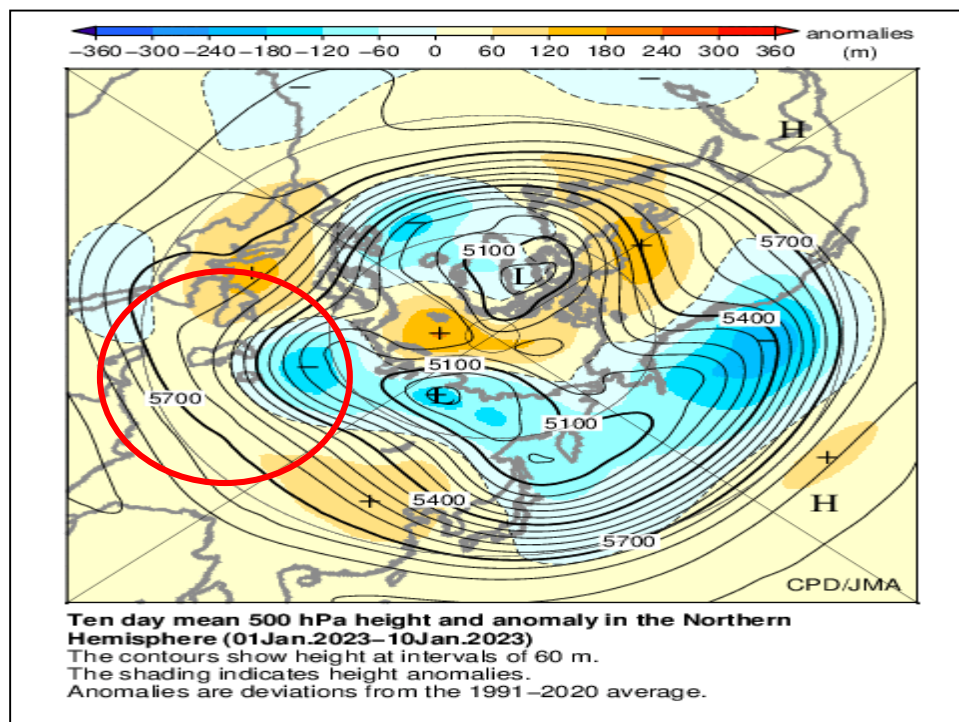 −360 −300 −240 −180 −120 −60 0 60 120 180 240 300 360 anomalies
(m)
H
5100
5700
L
5400
5100
5700
L
5100
5400
H
5700
CPD/JMA
Ten day mean 500 hPa height and anomaly in the Northern
Hemisphere (01Jan.2023−10Jan.2023)
The contours show height at intervals of 60 m.
The shading indicates height anomalies.
Anomalies are deviations from the 1991−2020 average.